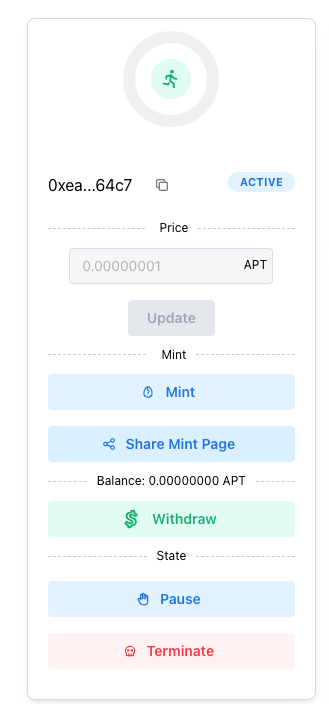 0xea...64c7
ACTIVE
Price
0.00000001
APT
Update
Mint
Mint
Share Mint Page
Balance: 0.00000000 APT
Withdraw
State
Pause
Terminate